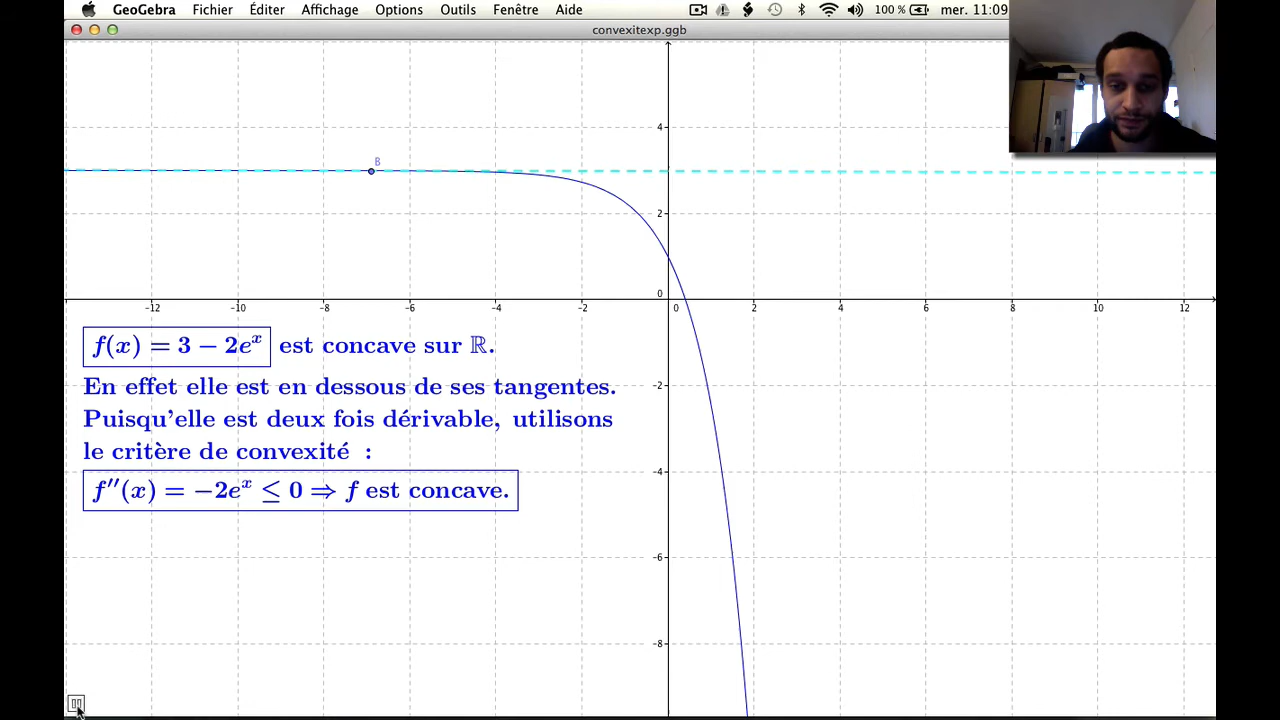 GeoGebra Fichier Éditer Affichage Options Outils Fenêtre Aide 100 % mer. 11:09
convexitexp.ggb
4
B
2
0
-12 -10 -8 -6 -4 -2 0 2 4 6 8 10 12
f(x) = 3 − 2eˣ est concave sur ℝ.
En effet elle est en dessous de ses tangentes.
-2
Puisqu'elle est deux fois dérivable, utilisons
le critère de convexité :
-4
f''(x) = −2eˣ ≤ 0 ⇒ f est concave.
-6
-8